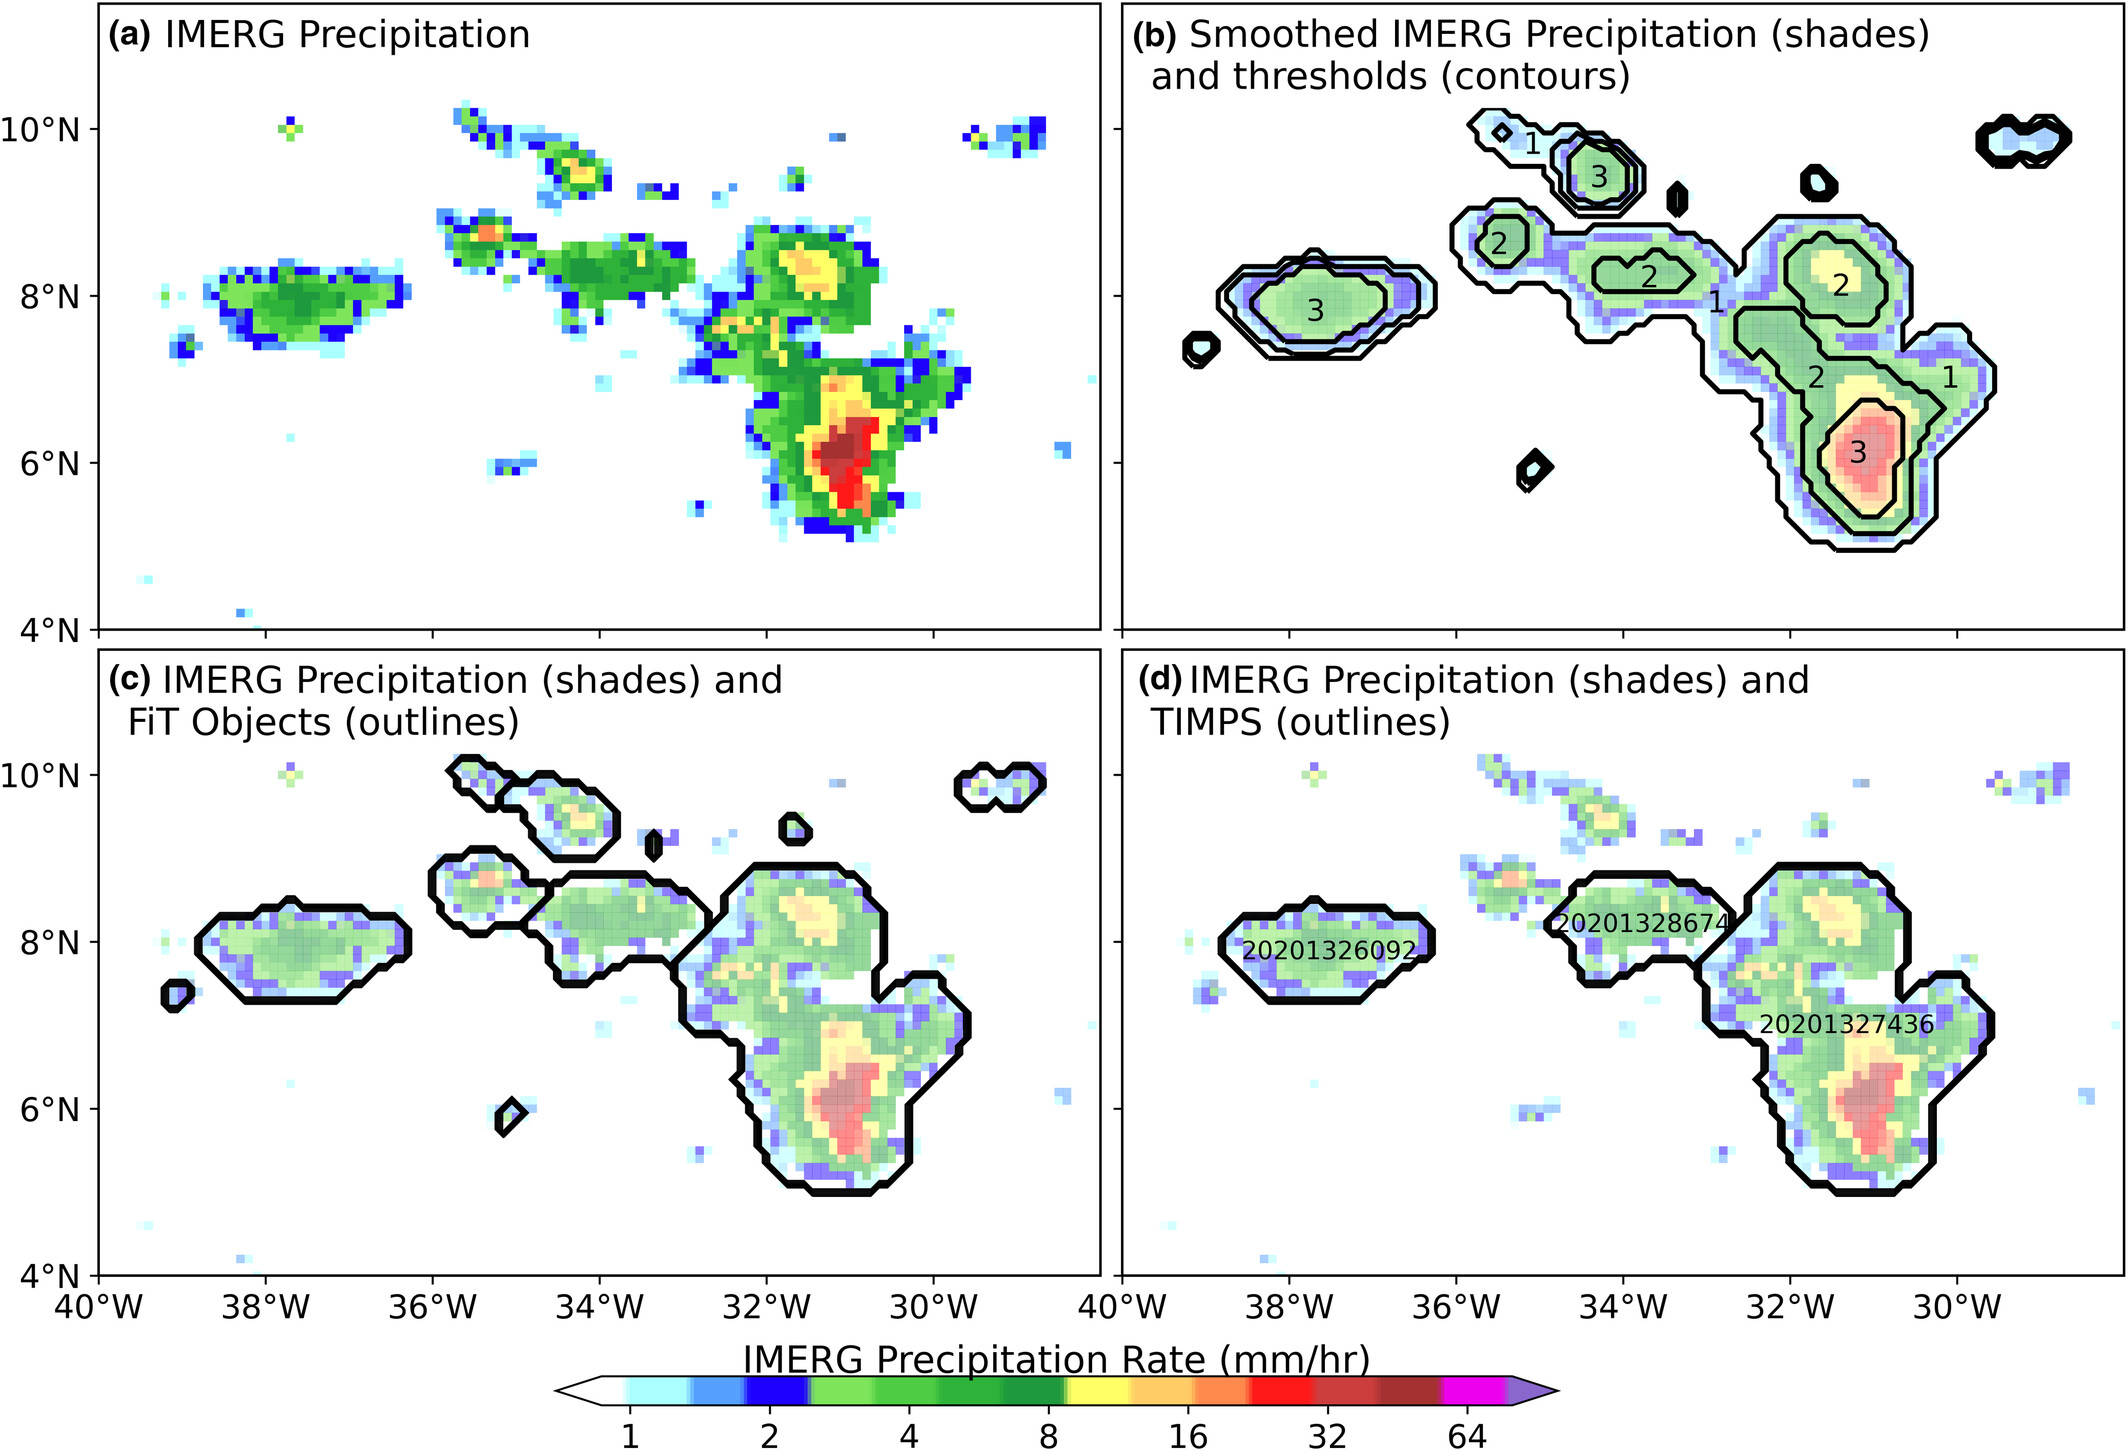 (a) IMERG Precipitation
10°N
8°N
6°N
4°N
(b) Smoothed IMERG Precipitation (shades)
and thresholds (contours)
1
3
2
2
1
2
3
2
1
3
(c) IMERG Precipitation (shades) and
FiT Objects (outlines)
10°N
8°N
6°N
4°N
40°W 38°W 36°W 34°W 32°W 30°W
(d) IMERG Precipitation (shades) and
TIMPS (outlines)
20201328674
20201326092
20201327436
40°W 38°W 36°W 34°W 32°W 30°W
IMERG Precipitation Rate (mm/hr)
1 2 4 8 16 32 64